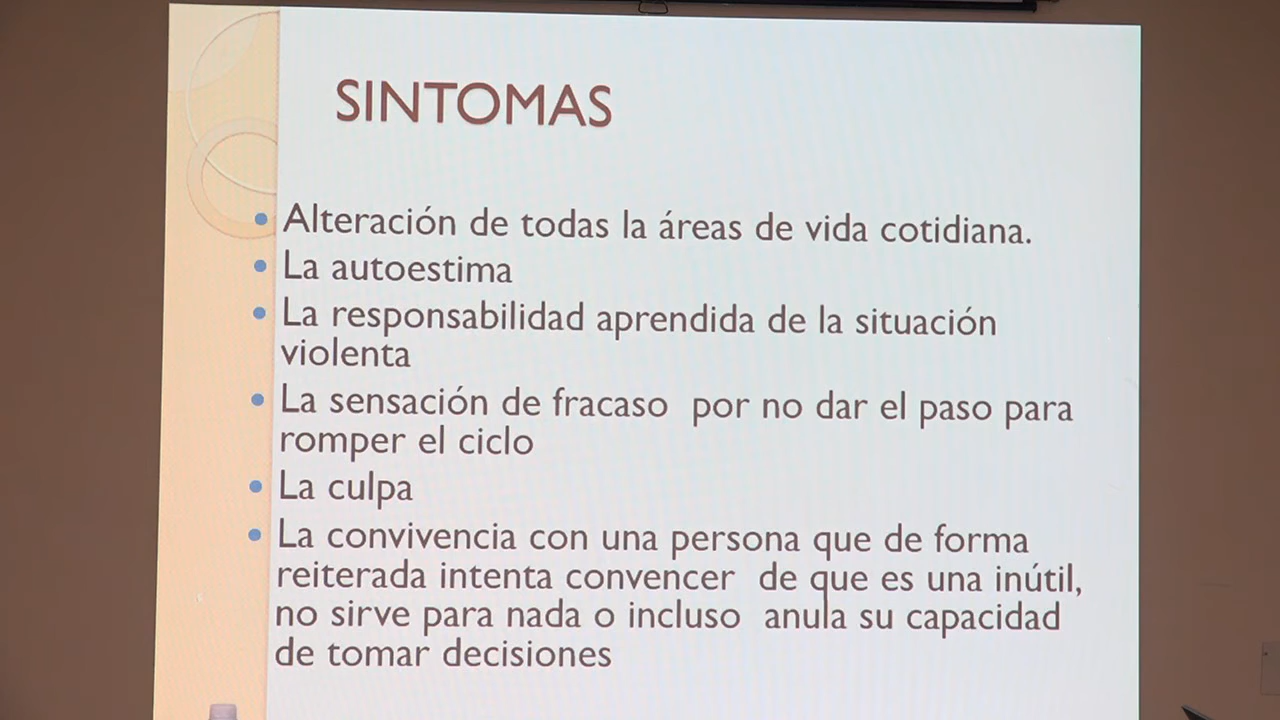 SINTOMAS
• Alteración de todas la áreas de vida cotidiana.
• La autoestima
• La responsabilidad aprendida de la situación
violenta
• La sensación de fracaso por no dar el paso para
romper el ciclo
• La culpa
• La convivencia con una persona que de forma
reiterada intenta convencer de que es una inútil,
no sirve para nada o incluso anula su capacidad
de tomar decisiones